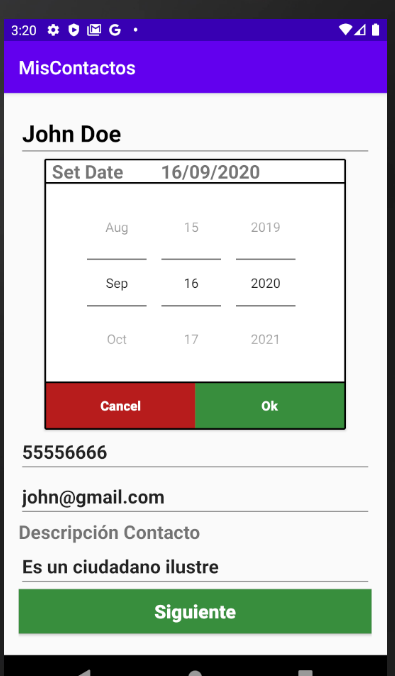 3:20 G
MisContactos
John Doe
Set Date 16/09/2020
Aug 15 2019
Sep 16 2020
Oct 17 2021
Cancel Ok
55556666
john@gmail.com
Descripción Contacto
Es un ciudadano ilustre
Siguiente